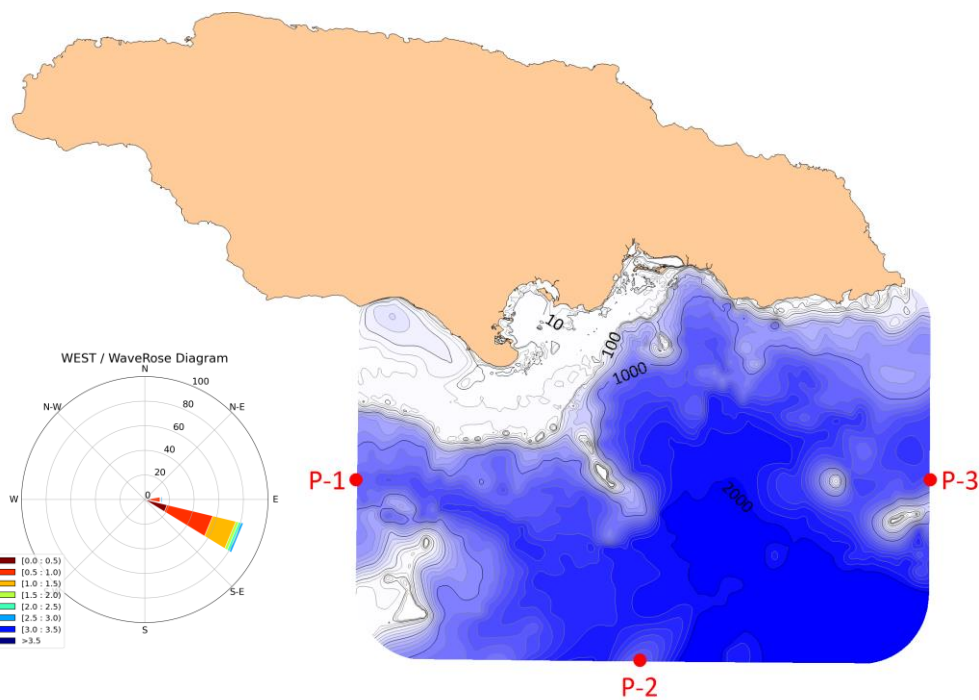 10
100
1000
2000
WEST / WaveRose Diagram
N
N-W
N-E
100
80
60
40
20
0
W
E
S-E
S
[0.0 : 0.5)
[0.5 : 1.0)
[1.0 : 1.5)
[1.5 : 2.0)
[2.0 : 2.5)
[2.5 : 3.0)
[3.0 : 3.5)
>3.5
P-1
P-3
P-2